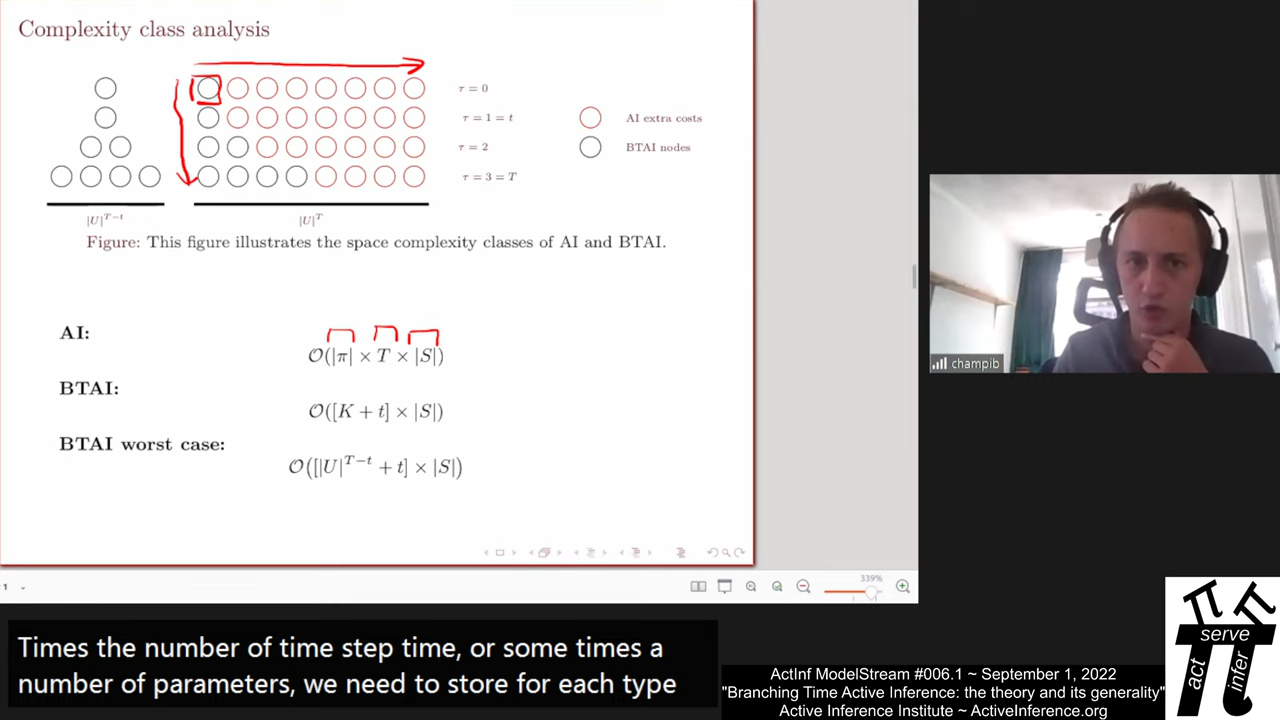 Complexity class analysis
τ = 0
τ = 1 = t
τ = 2
τ = 3 = T
AI extra costs
BTAI nodes
|U|^{T−t}
|U|^T
Figure: This figure illustrates the space complexity classes of AI and BTAI.
AI:
O(|π| × T × |S|)
BTAI:
O([K + t] × |S|)
BTAI worst case:
O([|U|^{T−t} + t] × |S|)
1
339%
champib
Times the number of time step time, or some times a
number of parameters, we need to store for each type
ActInf ModelStream #006.1 ~ September 1, 2022
"Branching Time Active Inference: the theory and its generality"
Active Inference Institute ~ ActiveInference.org
π π
serve
act
infer